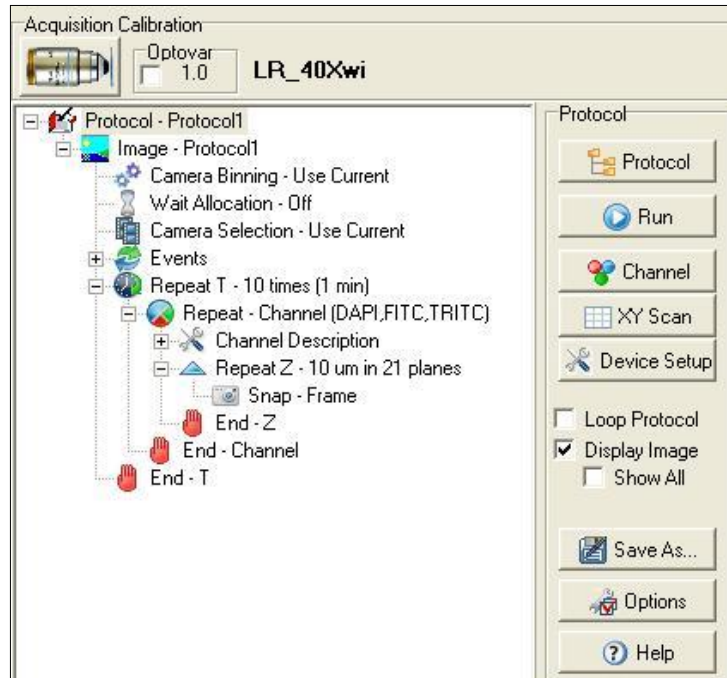 Acquisition Calibration
Optovar
1.0
LR_40Xwi
Protocol - Protocol1
Image - Protocol1
Camera Binning - Use Current
Wait Allocation - Off
Camera Selection - Use Current
Events
Repeat T - 10 times (1 min)
Repeat - Channel (DAPI,FITC,TRITC)
Channel Description
Repeat Z - 10 um in 21 planes
Snap - Frame
End - Z
End - Channel
End - T
Protocol
Protocol
Run
Channel
XY Scan
Device Setup
Loop Protocol
Display Image
Show All
Save As...
Options
Help